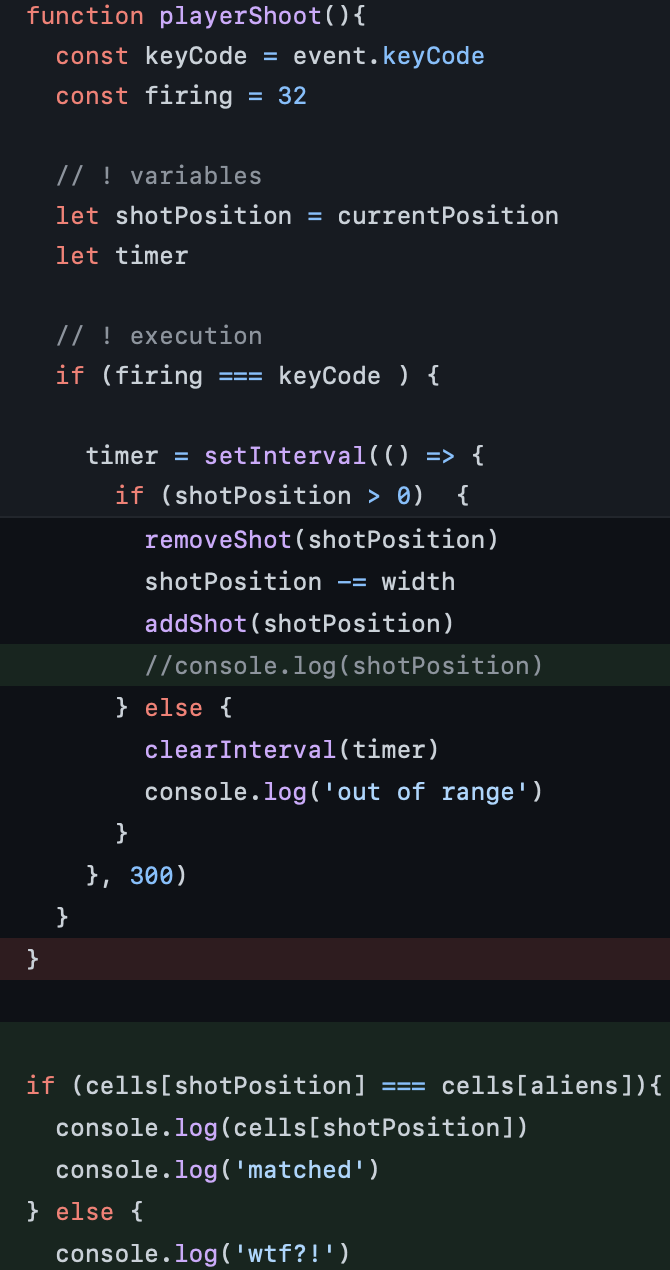 function playerShoot(){
const keyCode = event.keyCode
const firing = 32
// ! variables
let shotPosition = currentPosition
let timer
// ! execution
if (firing === keyCode ) {
timer = setInterval(() => {
if (shotPosition > 0)  {
removeShot(shotPosition)
shotPosition -= width
addShot(shotPosition)
//console.log(shotPosition)
} else {
clearInterval(timer)
console.log('out of range')
}
}, 300)
}
}
if (cells[shotPosition] === cells[aliens]){
console.log(cells[shotPosition])
console.log('matched')
} else {
console.log('wtf?!')